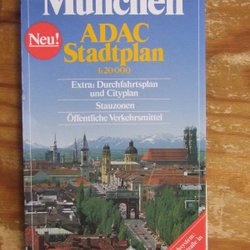 München
Neu!
ADAC
Stadtplan
1:20 000
Extra: Durchfahrtsplan
und Cityplan
Stauzonen
Öffentliche Verkehrsmittel